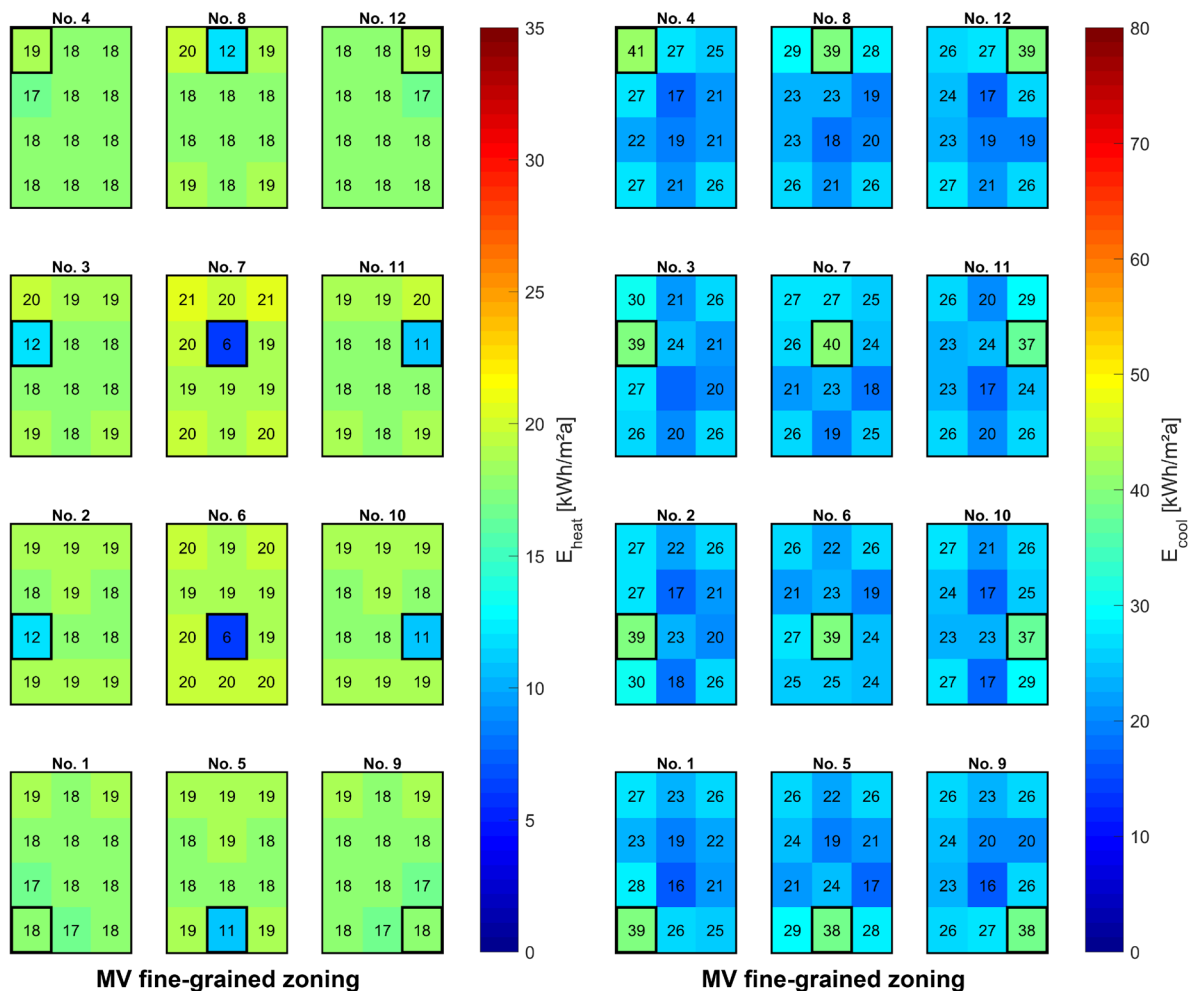 No. 4 No. 8 No. 12
19 18 18 20 12 19 18 18 19
17 18 18 18 18 18 18 18 17
18 18 18 18 18 18 18 18 18
18 18 18 19 18 19 18 18 18
No. 3 No. 7 No. 11
20 19 19 21 20 21 19 19 20
12 18 18 20 6 19 18 18 11
18 18 18 19 19 19 18 18 18
19 18 19 20 19 20 19 18 19
No. 2 No. 6 No. 10
19 19 19 20 19 20 19 19 19
18 19 18 19 19 19 18 19 18
12 18 18 20 6 19 18 18 11
19 19 19 20 20 20 19 19 19
No. 1 No. 5 No. 9
19 18 19 19 19 19 19 18 19
18 18 18 18 19 18 18 18 18
17 18 18 18 18 18 18 18 17
18 17 18 19 11 19 18 17 18
MV fine-grained zoning
35
30
25
20
15
10
5
0
E_heat [kWh/m²a]
No. 4 No. 8 No. 12
41 27 25 29 39 28 26 27 39
27 17 21 23 23 19 24 17 26
22 19 21 23 18 20 23 19 19
27 21 26 26 21 26 27 21 26
No. 3 No. 7 No. 11
30 21 26 27 27 25 26 20 29
39 24 21 26 40 24 23 24 37
27 20 21 23 18 23 17 24
26 20 26 26 19 25 26 20 26
No. 2 No. 6 No. 10
27 22 26 26 22 26 27 21 26
27 17 21 21 23 19 24 17 25
39 23 20 27 39 24 23 23 37
30 18 26 25 25 24 27 17 29
No. 1 No. 5 No. 9
27 23 26 26 22 26 26 23 26
23 19 22 24 19 21 24 20 20
28 16 21 21 24 17 23 16 26
39 26 25 29 38 28 26 27 38
MV fine-grained zoning
80
70
60
50
40
30
20
10
0
E_cool [kWh/m²a]